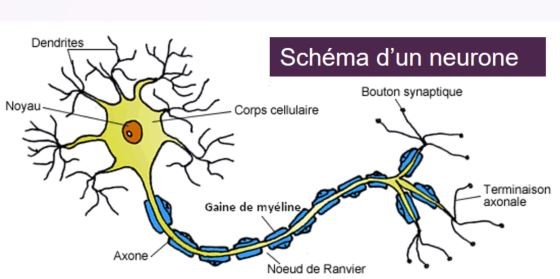 Schéma d'un neurone
Dendrites
Noyau
Corps cellulaire
Bouton synaptique
Gaine de myéline
Terminaison
axonale
Axone
Noeud de Ranvier